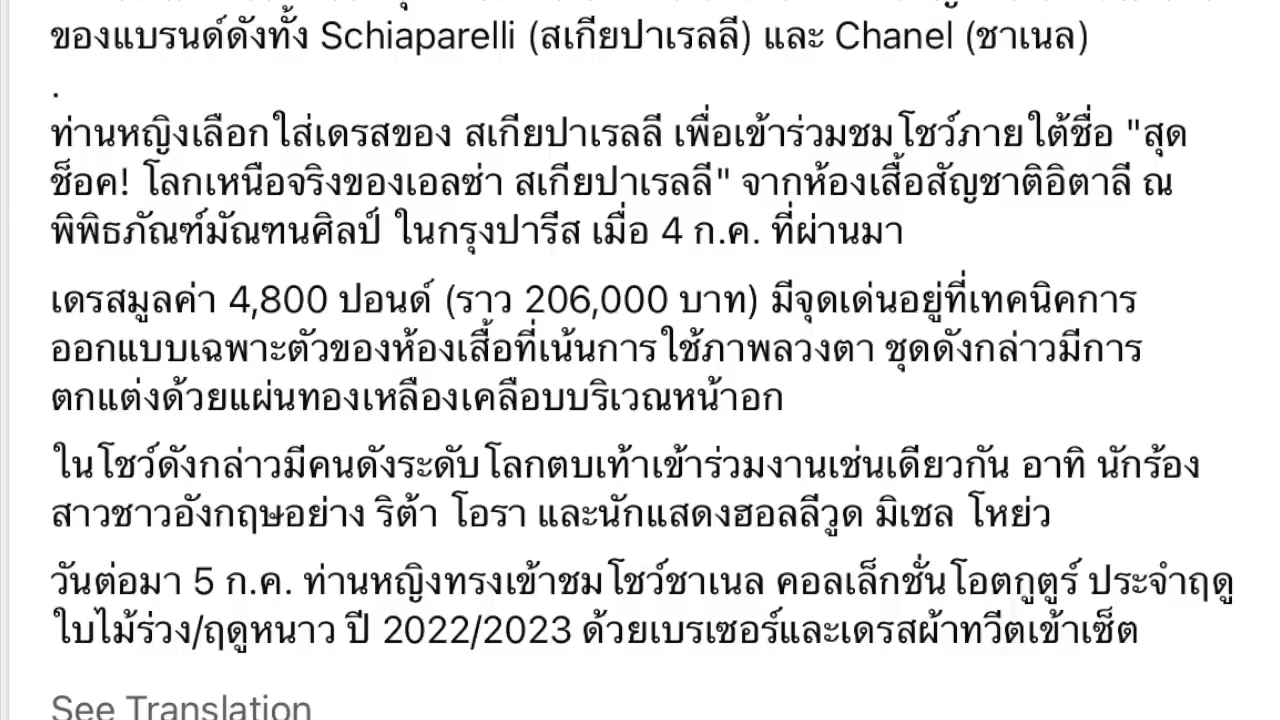 ของแบรนด์ดังทั้ง Schiaparelli (สเกียปาเรลลี) และ Chanel (ชาเนล)
.
ท่านหญิงเลือกใส่เดรสของ สเกียปาเรลลี เพื่อเข้าร่วมชมโชว์ภายใต้ชื่อ "สุด
ช็อค! โลกเหนือจริงของเอลซ่า สเกียปาเรลลี" จากห้องเสื้อสัญชาติอิตาลี ณ
พิพิธภัณฑ์มัณฑนศิลป์ ในกรุงปารีส เมื่อ 4 ก.ค. ที่ผ่านมา
เดรสมูลค่า 4,800 ปอนด์ (ราว 206,000 บาท) มีจุดเด่นอยู่ที่เทคนิคการ
ออกแบบเฉพาะตัวของห้องเสื้อที่เน้นการใช้ภาพลวงตา ชุดดังกล่าวมีการ
ตกแต่งด้วยแผ่นทองเหลืองเคลือบบริเวณหน้าอก
ในโชว์ดังกล่าวมีคนดังระดับโลกตบเท้าเข้าร่วมงานเช่นเดียวกัน อาทิ นักร้อง
สาวชาวอังกฤษอย่าง ริต้า โอรา และนักแสดงฮอลลีวูด มิเชล โหย่ว
วันต่อมา 5 ก.ค. ท่านหญิงทรงเข้าชมโชว์ชาเนล คอลเล็กชั่นโอตกูตูร์ ประจำฤดู
ใบไม้ร่วง/ฤดูหนาว ปี 2022/2023 ด้วยเบรเซอร์และเดรสผ้าทวีตเข้าเซ็ต
See Translation